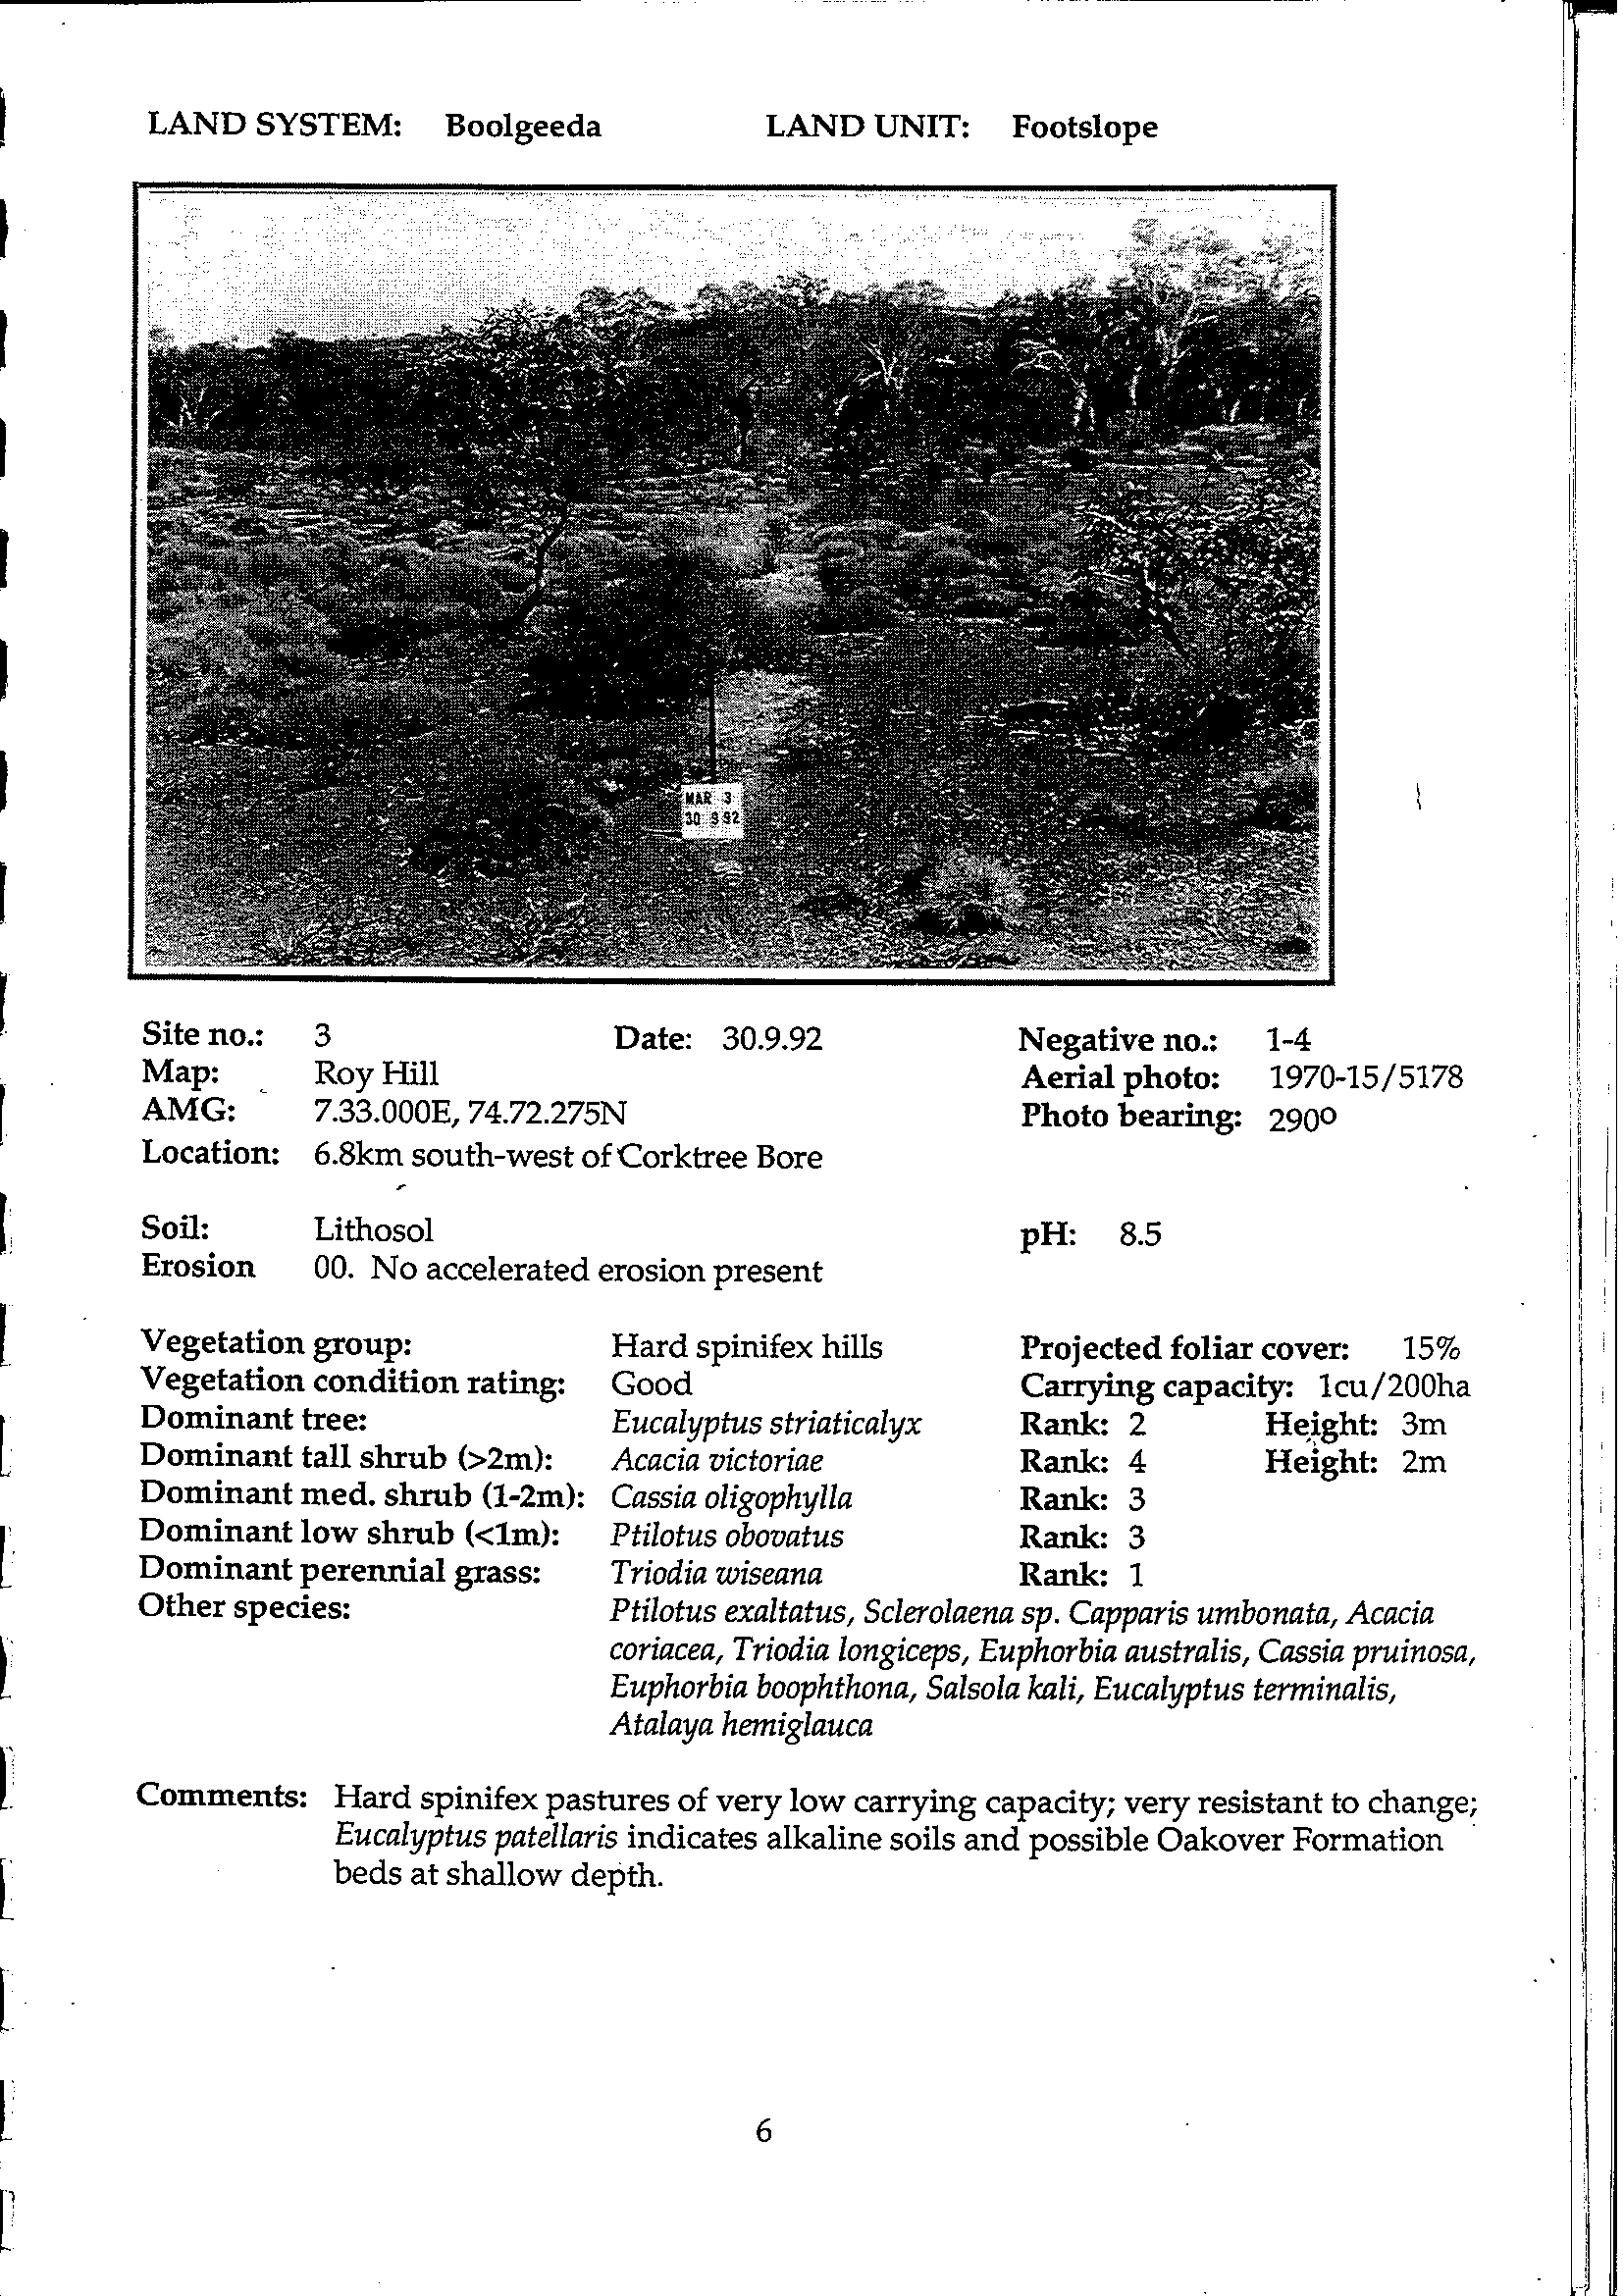 LAND SYSTEM: Boolgeeda LAND UNIT: Footslope
MAR 3
30 9 92
Site no.: 3 Date: 30.9.92 Negative no.: 1-4
Map: Roy Hill Aerial photo: 1970-15/5178
AMG: 7.33.000E, 74.72.275N Photo bearing: 290º
Location: 6.8km south-west of Corktree Bore
Soil: Lithosol pH: 8.5
Erosion 00. No accelerated erosion present
Vegetation group: Hard spinifex hills Projected foliar cover: 15%
Vegetation condition rating: Good Carrying capacity: 1cu/200ha
Dominant tree: Eucalyptus striaticalyx Rank: 2 Height: 3m
Dominant tall shrub (>2m): Acacia victoriae Rank: 4 Height: 2m
Dominant med. shrub (1-2m): Cassia oligophylla Rank: 3
Dominant low shrub (<1m): Ptilotus obovatus Rank: 3
Dominant perennial grass: Triodia wiseana Rank: 1
Other species: Ptilotus exaltatus, Sclerolaena sp. Capparis umbonata, Acacia
coriacea, Triodia longiceps, Euphorbia australis, Cassia pruinosa,
Euphorbia boophthona, Salsola kali, Eucalyptus terminalis,
Atalaya hemiglauca
Comments: Hard spinifex pastures of very low carrying capacity; very resistant to change;
Eucalyptus patellaris indicates alkaline soils and possible Oakover Formation
beds at shallow depth.
6